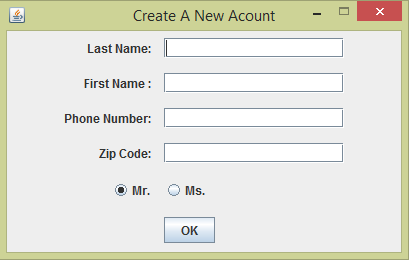 Create A New Acount
Last Name:
First Name :
Phone Number:
Zip Code:
Mr. Ms.
OK